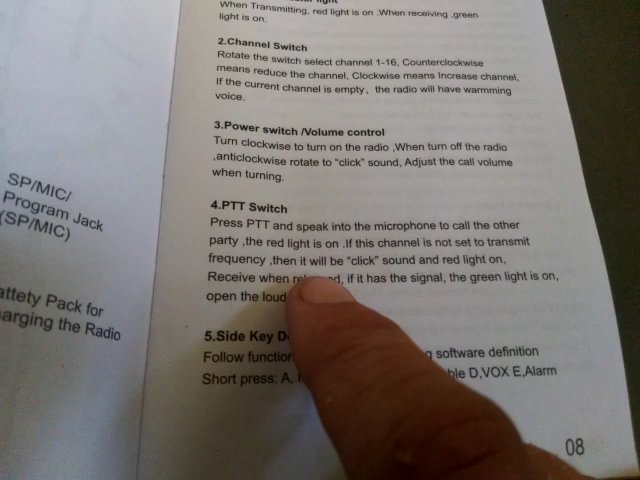 SP/MIC/
Program Jack
(SP/MIC)
Pack for
the Radio
When Transmitting, red light is on .When receiving ,green
light is on.
2.Channel Switch
Rotate the switch select channel 1-16, Counterclockwise
means reduce the channel, Clockwise means Increase channel,
If the current channel is empty, the radio will have warmming
voice.
3.Power switch /Volume control
Turn clockwise to turn on the radio ,When turn off the radio
,anticlockwise rotate to “click” sound, Adjust the call volume
when turning.
4.PTT Switch
Press PTT and speak into the microphone to call the other
party ,the red light is on .If this channel is not set to transmit
frequency ,then it will be “click” sound and red light on,
Receive when if it has the signal, the green light is on,
open the loud
5.Side Key
Follow software definition
Short press: A, D,VOX E,Alarm
08